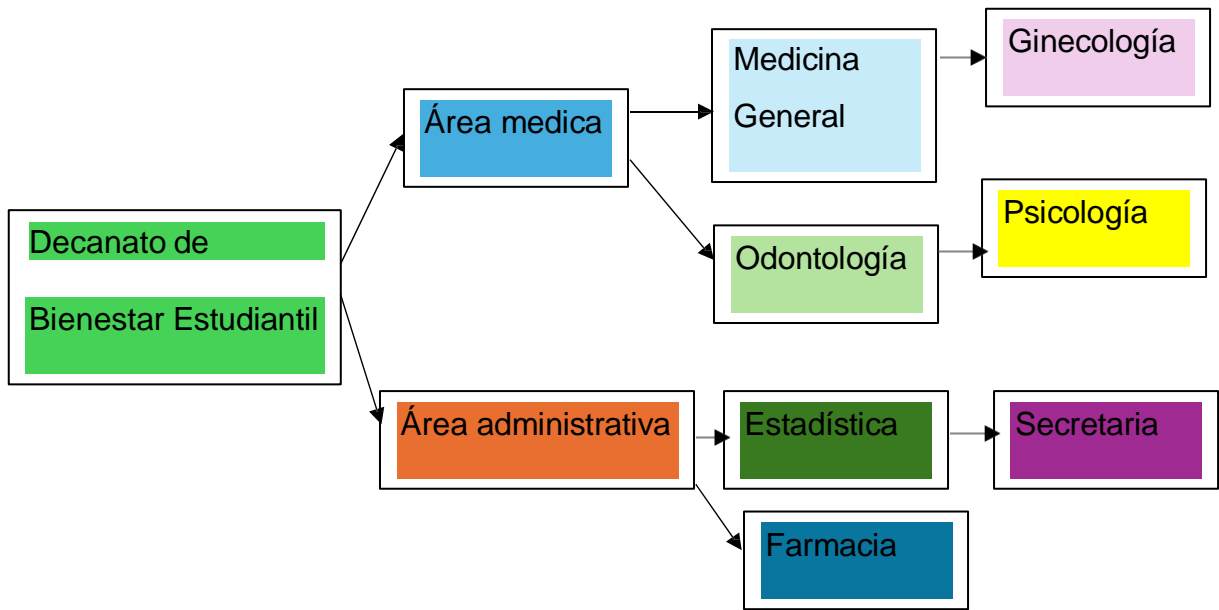 Decanato de
Bienestar Estudiantil
Área medica
Medicina
General
Ginecología
Odontología
Psicología
Área administrativa
Estadística
Secretaria
Farmacia